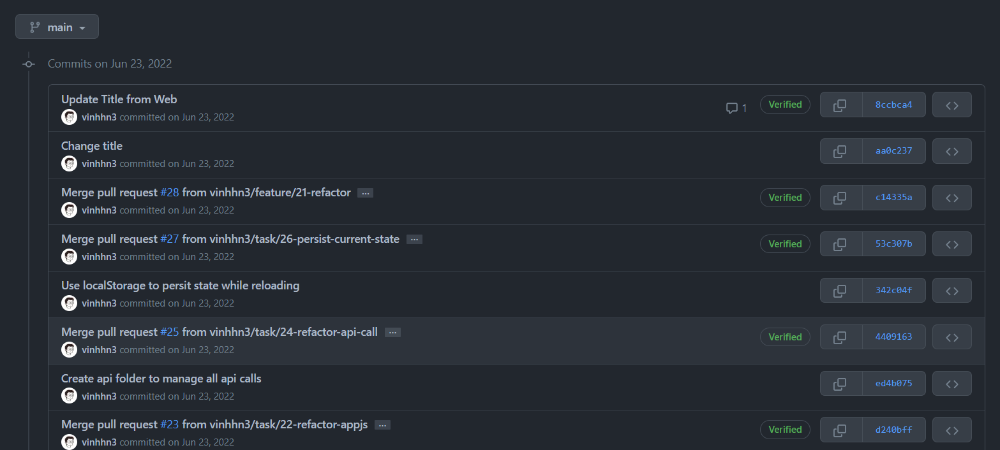 main
Commits on Jun 23, 2022
Update Title from Web
vinhhn3 committed on Jun 23, 2022
1
Verified
8ccbca4
Change title
vinhhn3 committed on Jun 23, 2022
aa0c237
Merge pull request #28 from vinhhn3/feature/21-refactor ...
vinhhn3 committed on Jun 23, 2022
Verified
c14335a
Merge pull request #27 from vinhhn3/task/26-persist-current-state ...
vinhhn3 committed on Jun 23, 2022
Verified
53c307b
Use localStorage to persit state while reloading
vinhhn3 committed on Jun 23, 2022
342c04f
Merge pull request #25 from vinhhn3/task/24-refactor-api-call ...
vinhhn3 committed on Jun 23, 2022
Verified
4409163
Create api folder to manage all api calls
vinhhn3 committed on Jun 23, 2022
ed4b075
Merge pull request #23 from vinhhn3/task/22-refactor-appjs ...
vinhhn3 committed on Jun 23, 2022
Verified
d240bff